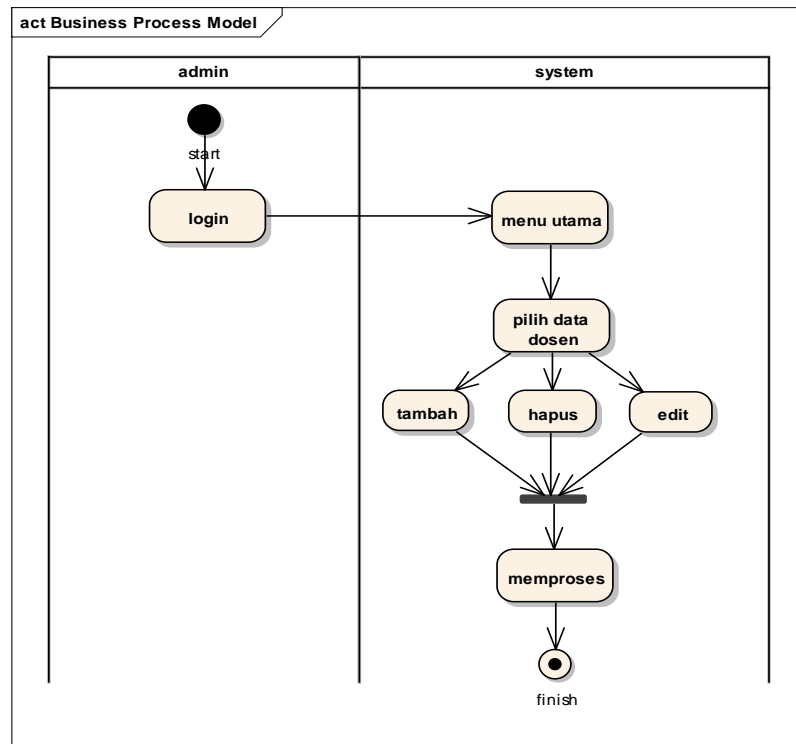 act Business Process Model
admin
system
start
login
menu utama
pilih data
dosen
tambah
hapus
edit
memproses
finish